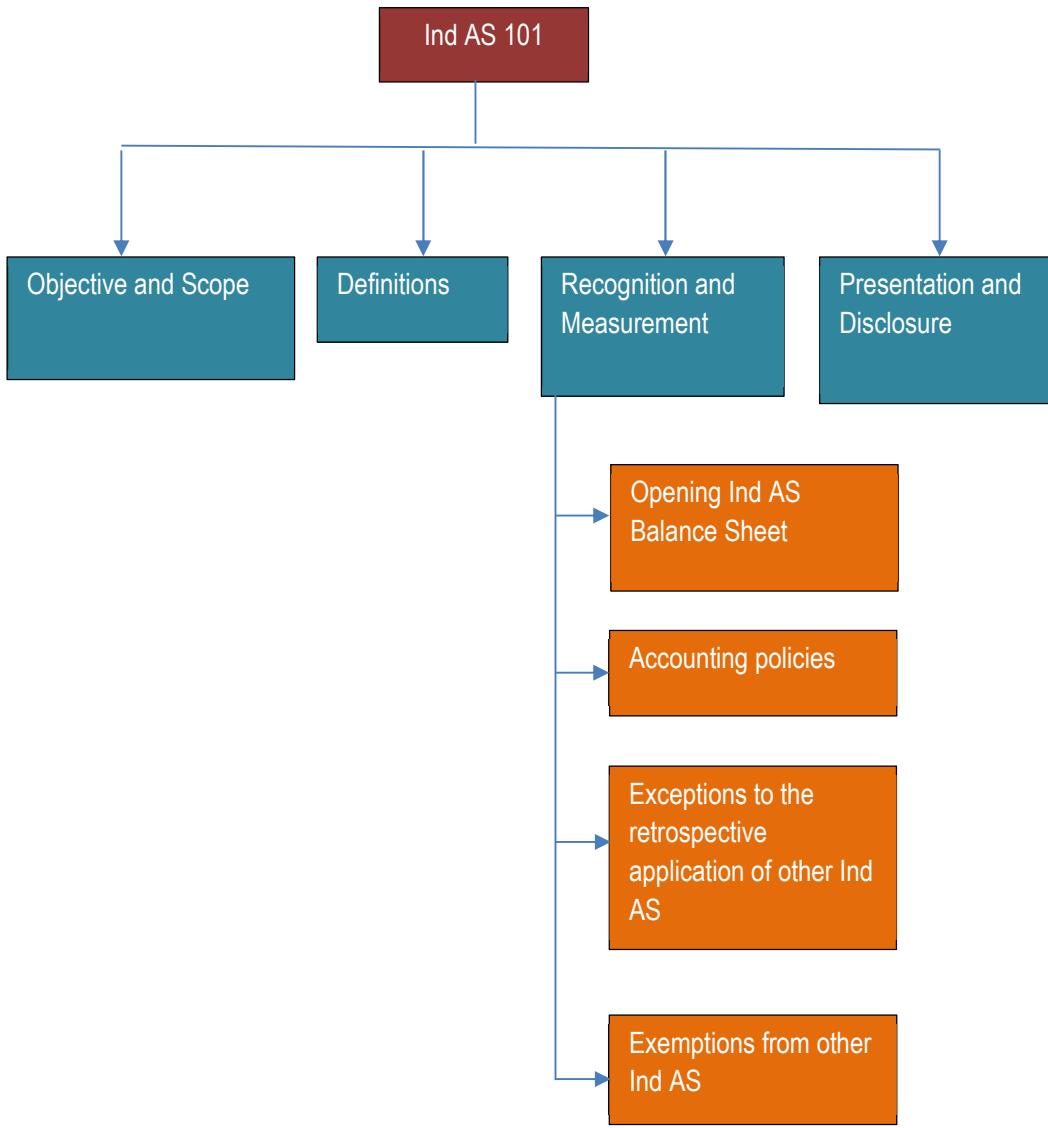 Ind AS 101
Objective and Scope
Definitions
Recognition and
Measurement
Presentation and
Disclosure
Opening Ind AS
Balance Sheet
Accounting policies
Exceptions to the
retrospective
application of other Ind
AS
Exemptions from other
Ind AS